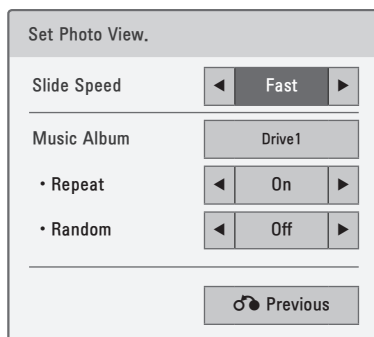 Set Photo View.
Slide Speed ◀ Fast ▶
Music Album Drive1
• Repeat ◀ On ▶
• Random ◀ Off ▶
Previous